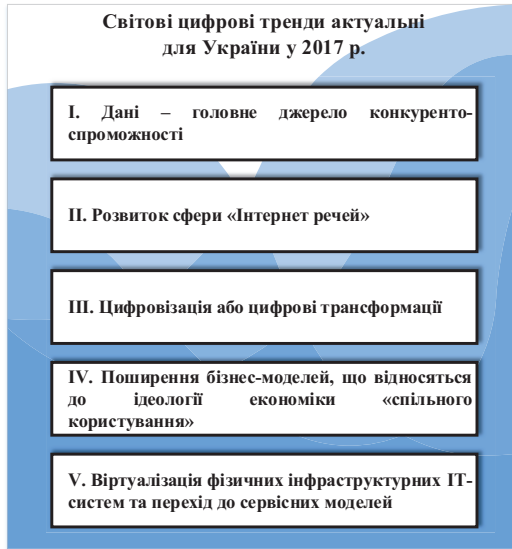 Світові цифрові тренди актуальні
для України у 2017 р.
I. Дані – головне джерело конкуренто-
спроможності
II. Розвиток сфери «Інтернет речей»
III. Цифровізація або цифрові трансформації
IV. Поширення бізнес-моделей, що відносяться
до ідеології економіки «спільного
користування»
V. Віртуалізація фізичних інфраструктурних ІТ-
систем та перехід до сервісних моделей